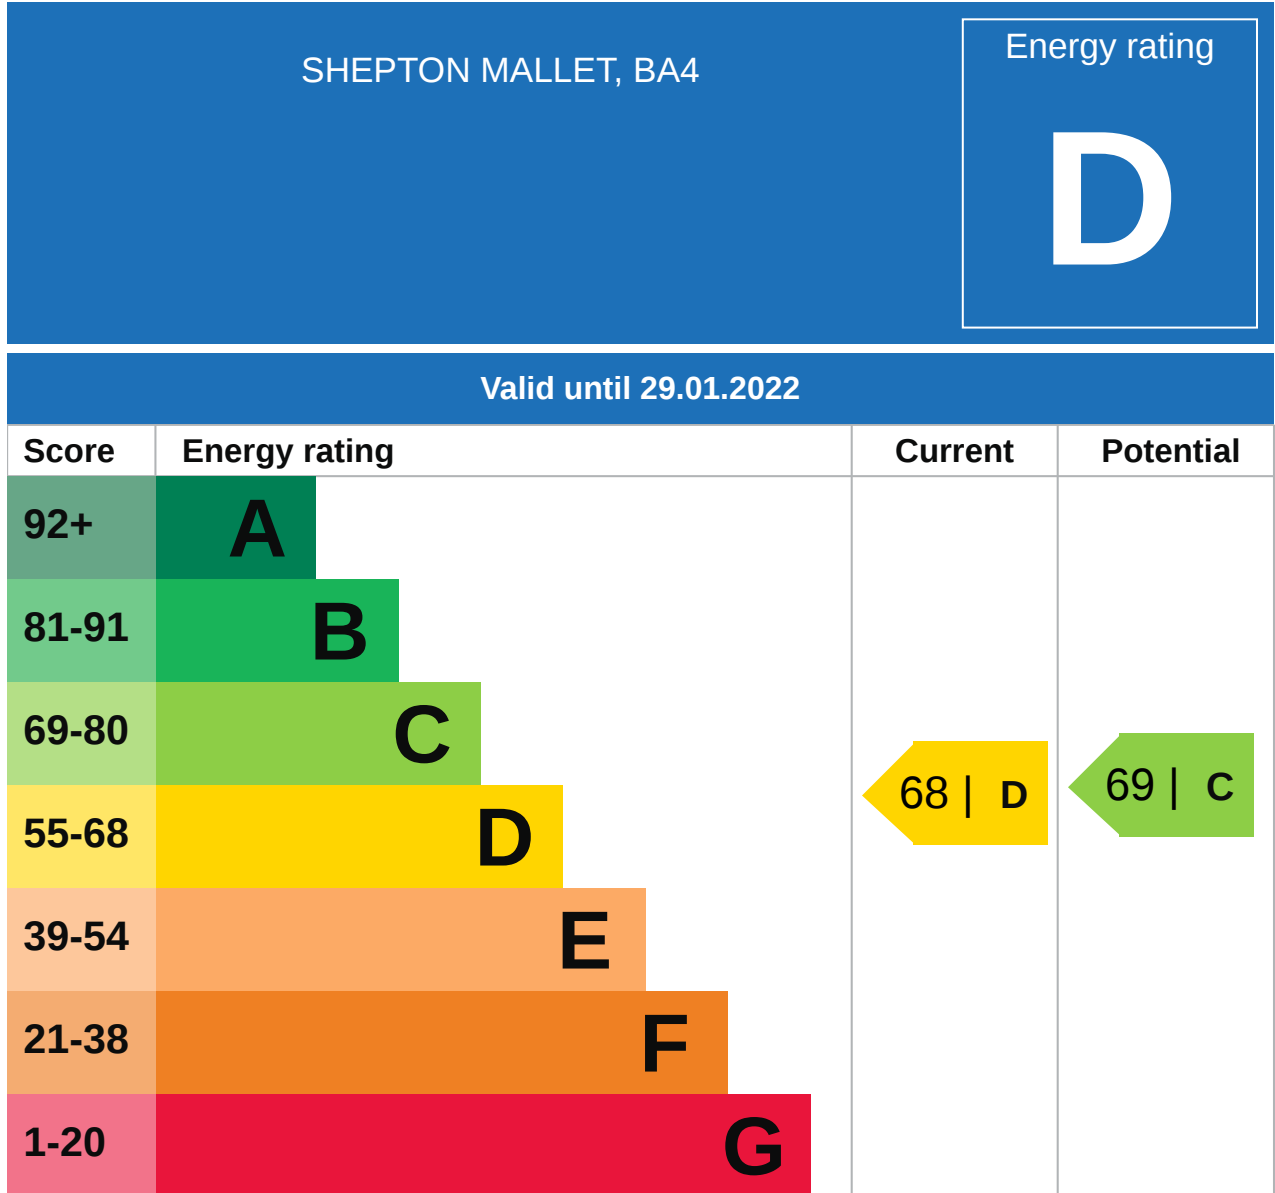 SHEPTON MALLET, BA4
Energy rating
D
Valid until 29.01.2022
Score Energy rating Current Potential
92+ A
81-91 B
69-80 C
55-68 D
68 | D
69 | C
39-54 E
21-38 F
1-20 G